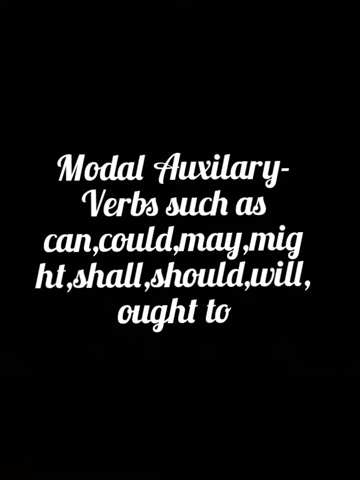 Modal Auxilary-
Verbs such as
can,could,may,mig
ht,shall,should,will,
ought to